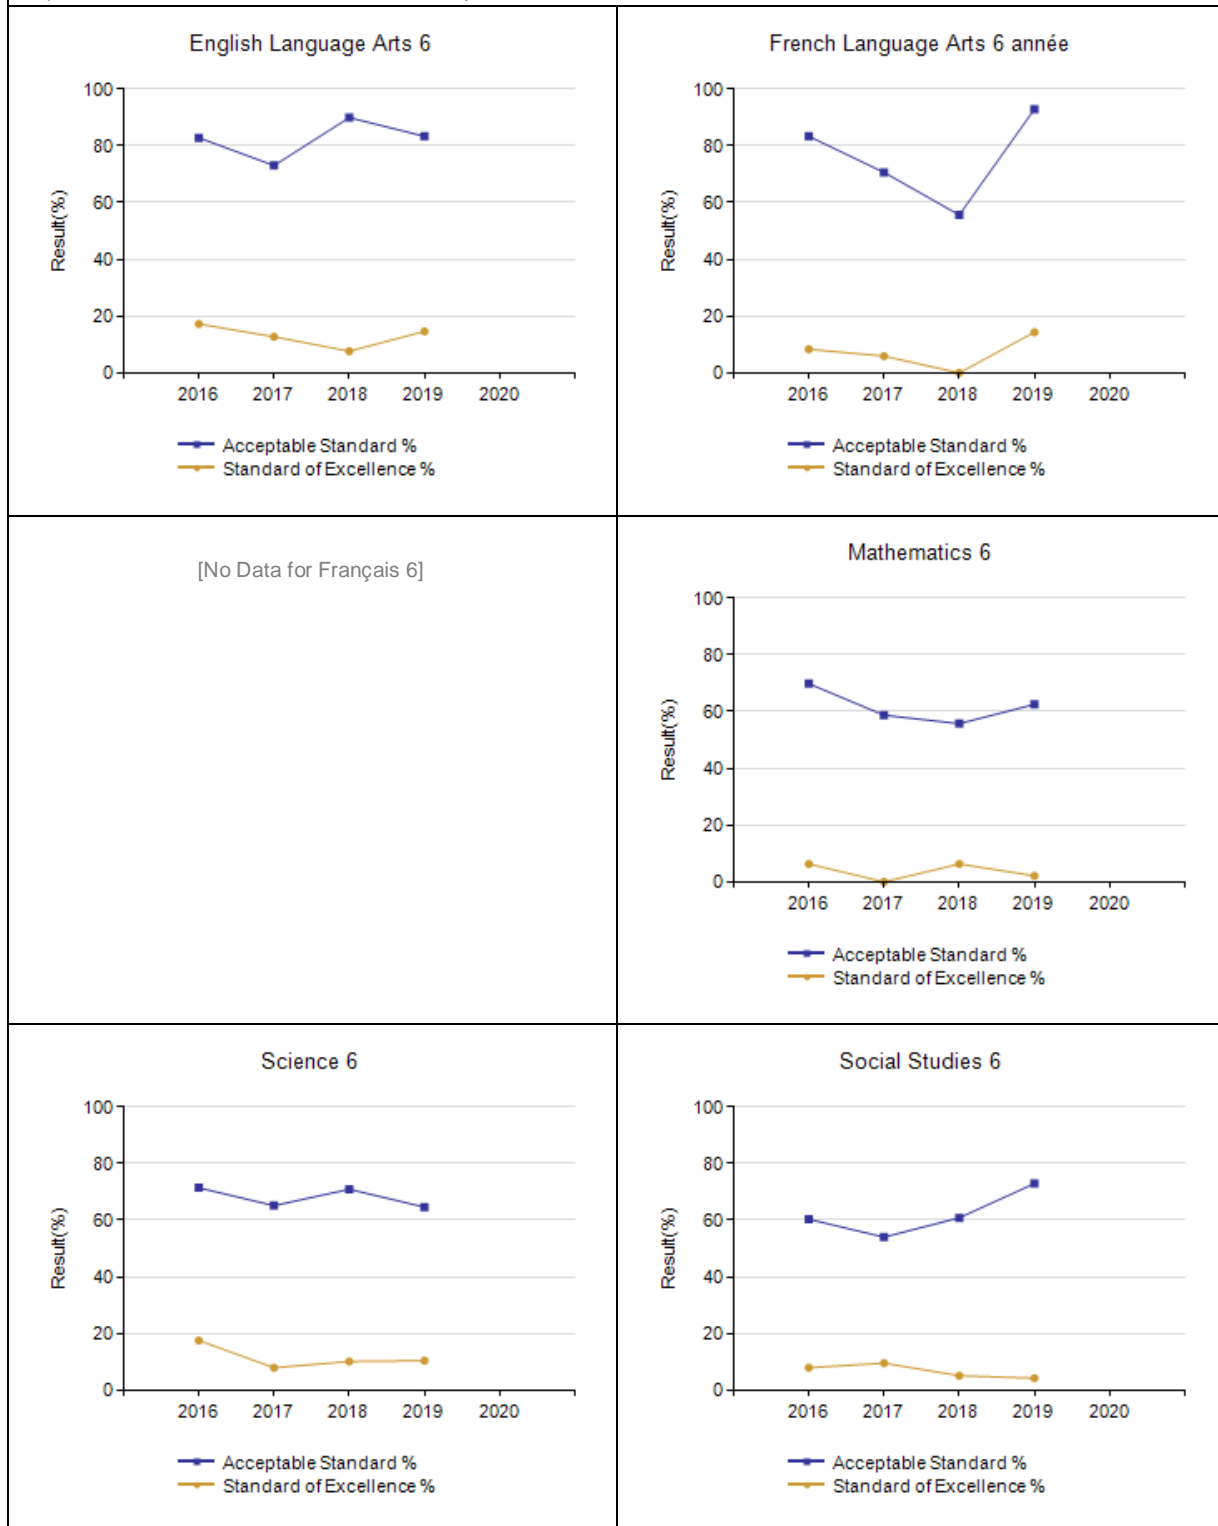 English Language Arts 6
100
80
60
40
20
0
Result(%)
2016 2017 2018 2019 2020
Acceptable Standard %
Standard of Excellence %
French Language Arts 6 année
100
80
60
40
20
0
Result(%)
2016 2017 2018 2019 2020
Acceptable Standard %
Standard of Excellence %
[No Data for Français 6]
Mathematics 6
100
80
60
40
20
0
Result(%)
2016 2017 2018 2019 2020
Acceptable Standard %
Standard of Excellence %
Science 6
100
80
60
40
20
0
Result(%)
2016 2017 2018 2019 2020
Acceptable Standard %
Standard of Excellence %
Social Studies 6
100
80
60
40
20
0
Result(%)
2016 2017 2018 2019 2020
Acceptable Standard %
Standard of Excellence %